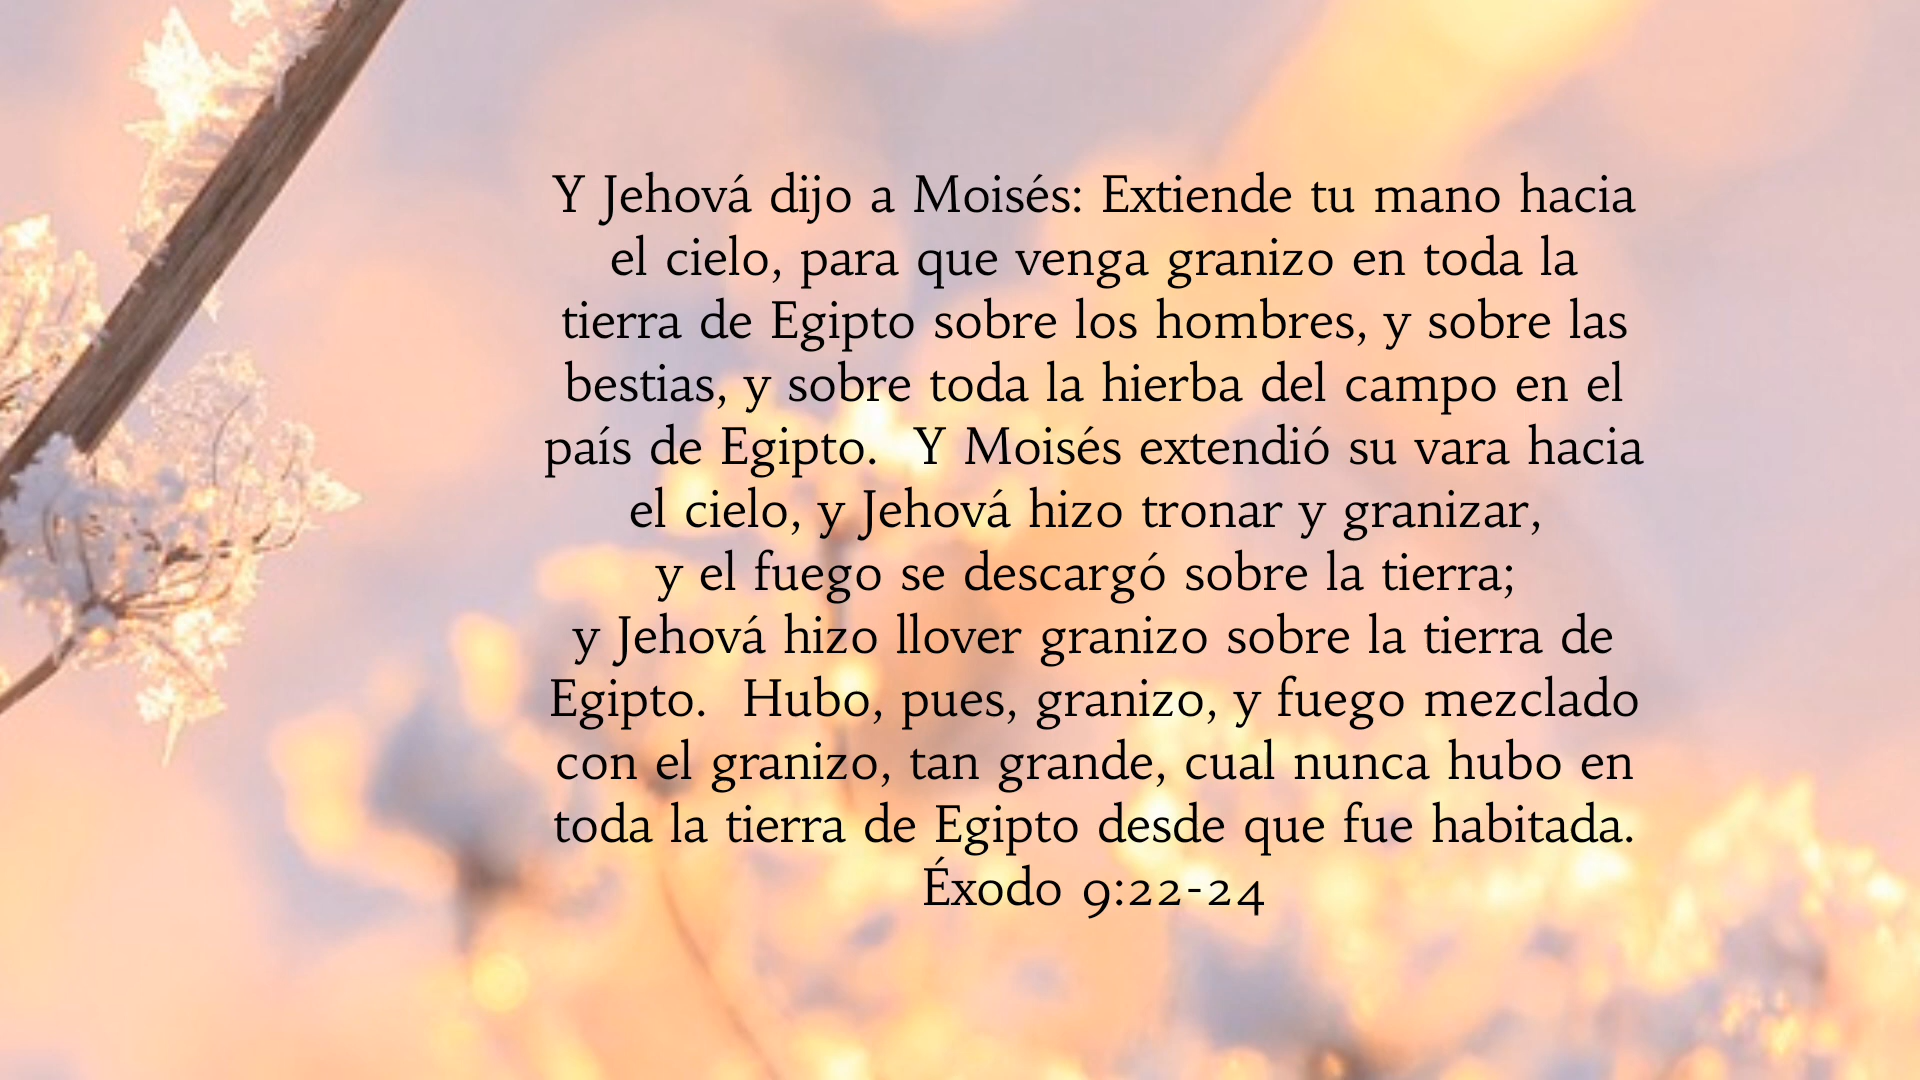 Y Jehová dijo a Moisés: Extiende tu mano hacia
el cielo, para que venga granizo en toda la
tierra de Egipto sobre los hombres, y sobre las
bestias, y sobre toda la hierba del campo en el
país de Egipto.  Y Moisés extendió su vara hacia
el cielo, y Jehová hizo tronar y granizar,
y el fuego se descargó sobre la tierra;
y Jehová hizo llover granizo sobre la tierra de
Egipto.  Hubo, pues, granizo, y fuego mezclado
con el granizo, tan grande, cual nunca hubo en
toda la tierra de Egipto desde que fue habitada.
Éxodo 9:22-24